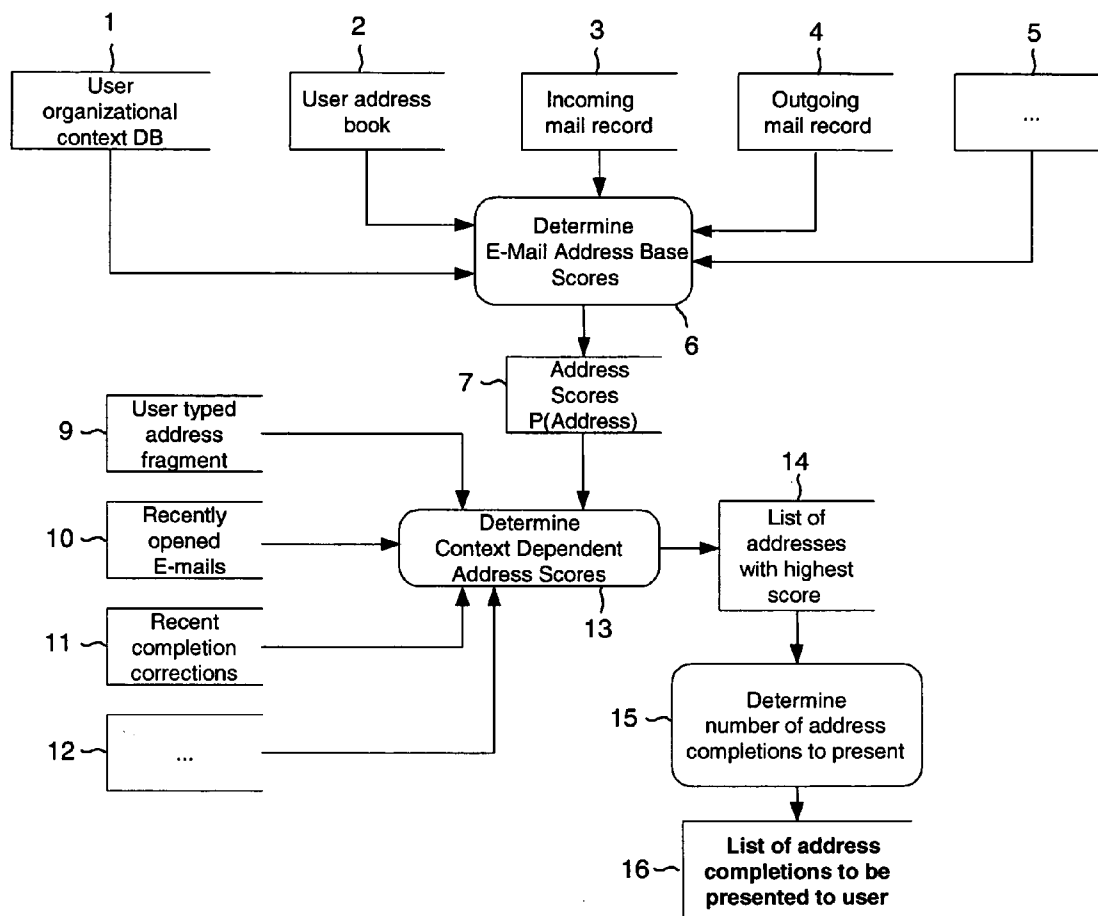 1
2
3
4
5
User
organizational
context DB
User address
book
Incoming
mail record
Outgoing
mail record
...
Determine
E-Mail Address Base
Scores
6
7
Address
Scores
P(Address)
9
User typed
address
fragment
10
Recently
opened
E-mails
11
Recent
completion
corrections
12
...
Determine
Context Dependent
Address Scores
13
14
List of
addresses
with highest
score
15
Determine
number of address
completions to present
16
List of address
completions to be
presented to user